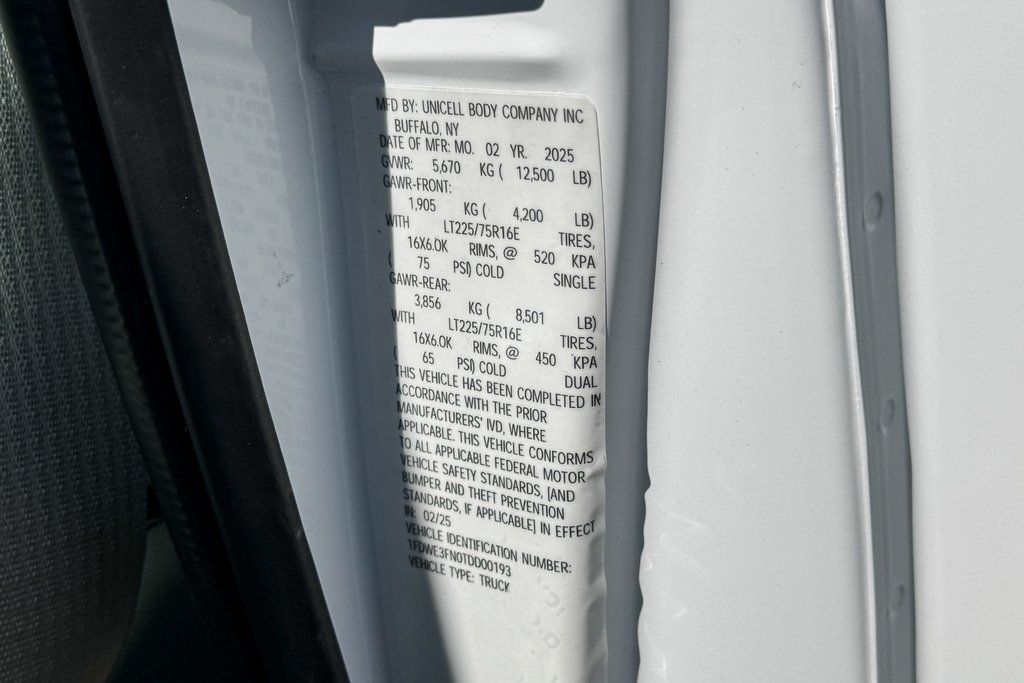 MFD BY: UNICELL BODY COMPANY INC
BUFFALO, NY
DATE OF MFR: MO. 02 YR. 2025
GVWR: 5,670 KG ( 12,500 LB)
GAWR-FRONT:
1,905 KG ( 4,200 LB)
WITH LT225/75R16E TIRES,
16X6.0K RIMS, @ 520 KPA
( 75 PSI) COLD SINGLE
GAWR-REAR:
3,856 KG ( 8,501 LB)
WITH LT225/75R16E TIRES,
16X6.0K RIMS, @ 450 KPA
( 65 PSI) COLD DUAL
THIS VEHICLE HAS BEEN COMPLETED IN
ACCORDANCE WITH THE PRIOR
MANUFACTURERS' IVD, WHERE
APPLICABLE. THIS VEHICLE CONFORMS
TO ALL APPLICABLE FEDERAL MOTOR
VEHICLE SAFETY STANDARDS, [AND
BUMPER AND THEFT PREVENTION
STANDARDS, IF APPLICABLE] IN EFFECT
IN: 02/25
VEHICLE IDENTIFICATION NUMBER:
1FDWE3FN0TDD00193
VEHICLE TYPE: TRUCK